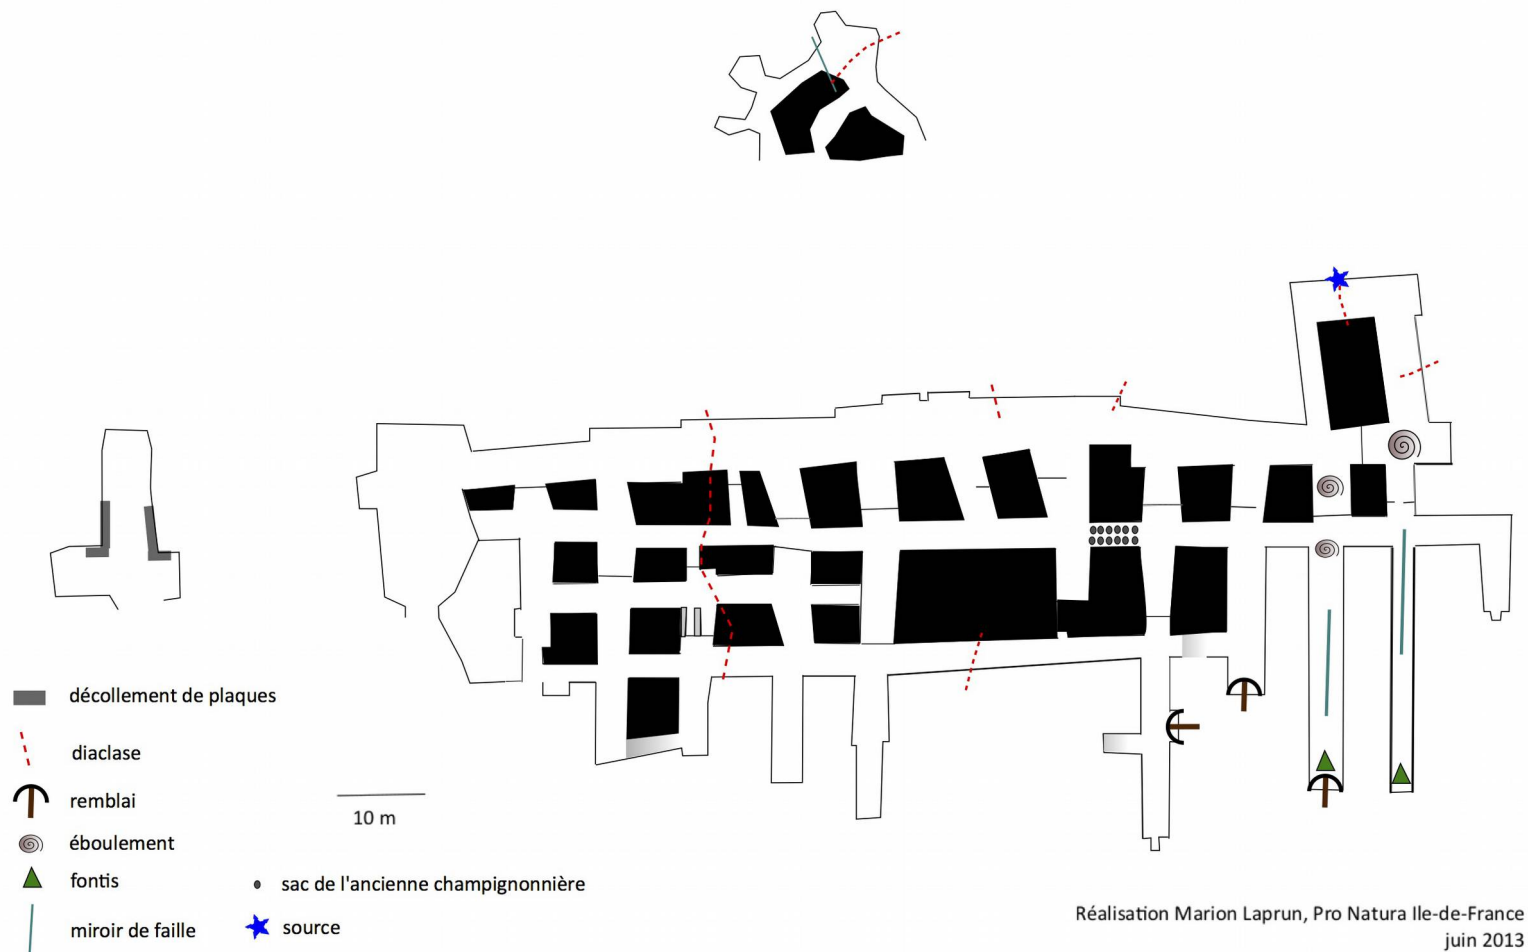 décollement de plaques
diaclase
remblai
10 m
éboulement
fontis
sac de l'ancienne champignonnière
miroir de faille
source
Réalisation Marion Laprun, Pro Natura Ile-de-France
juin 2013